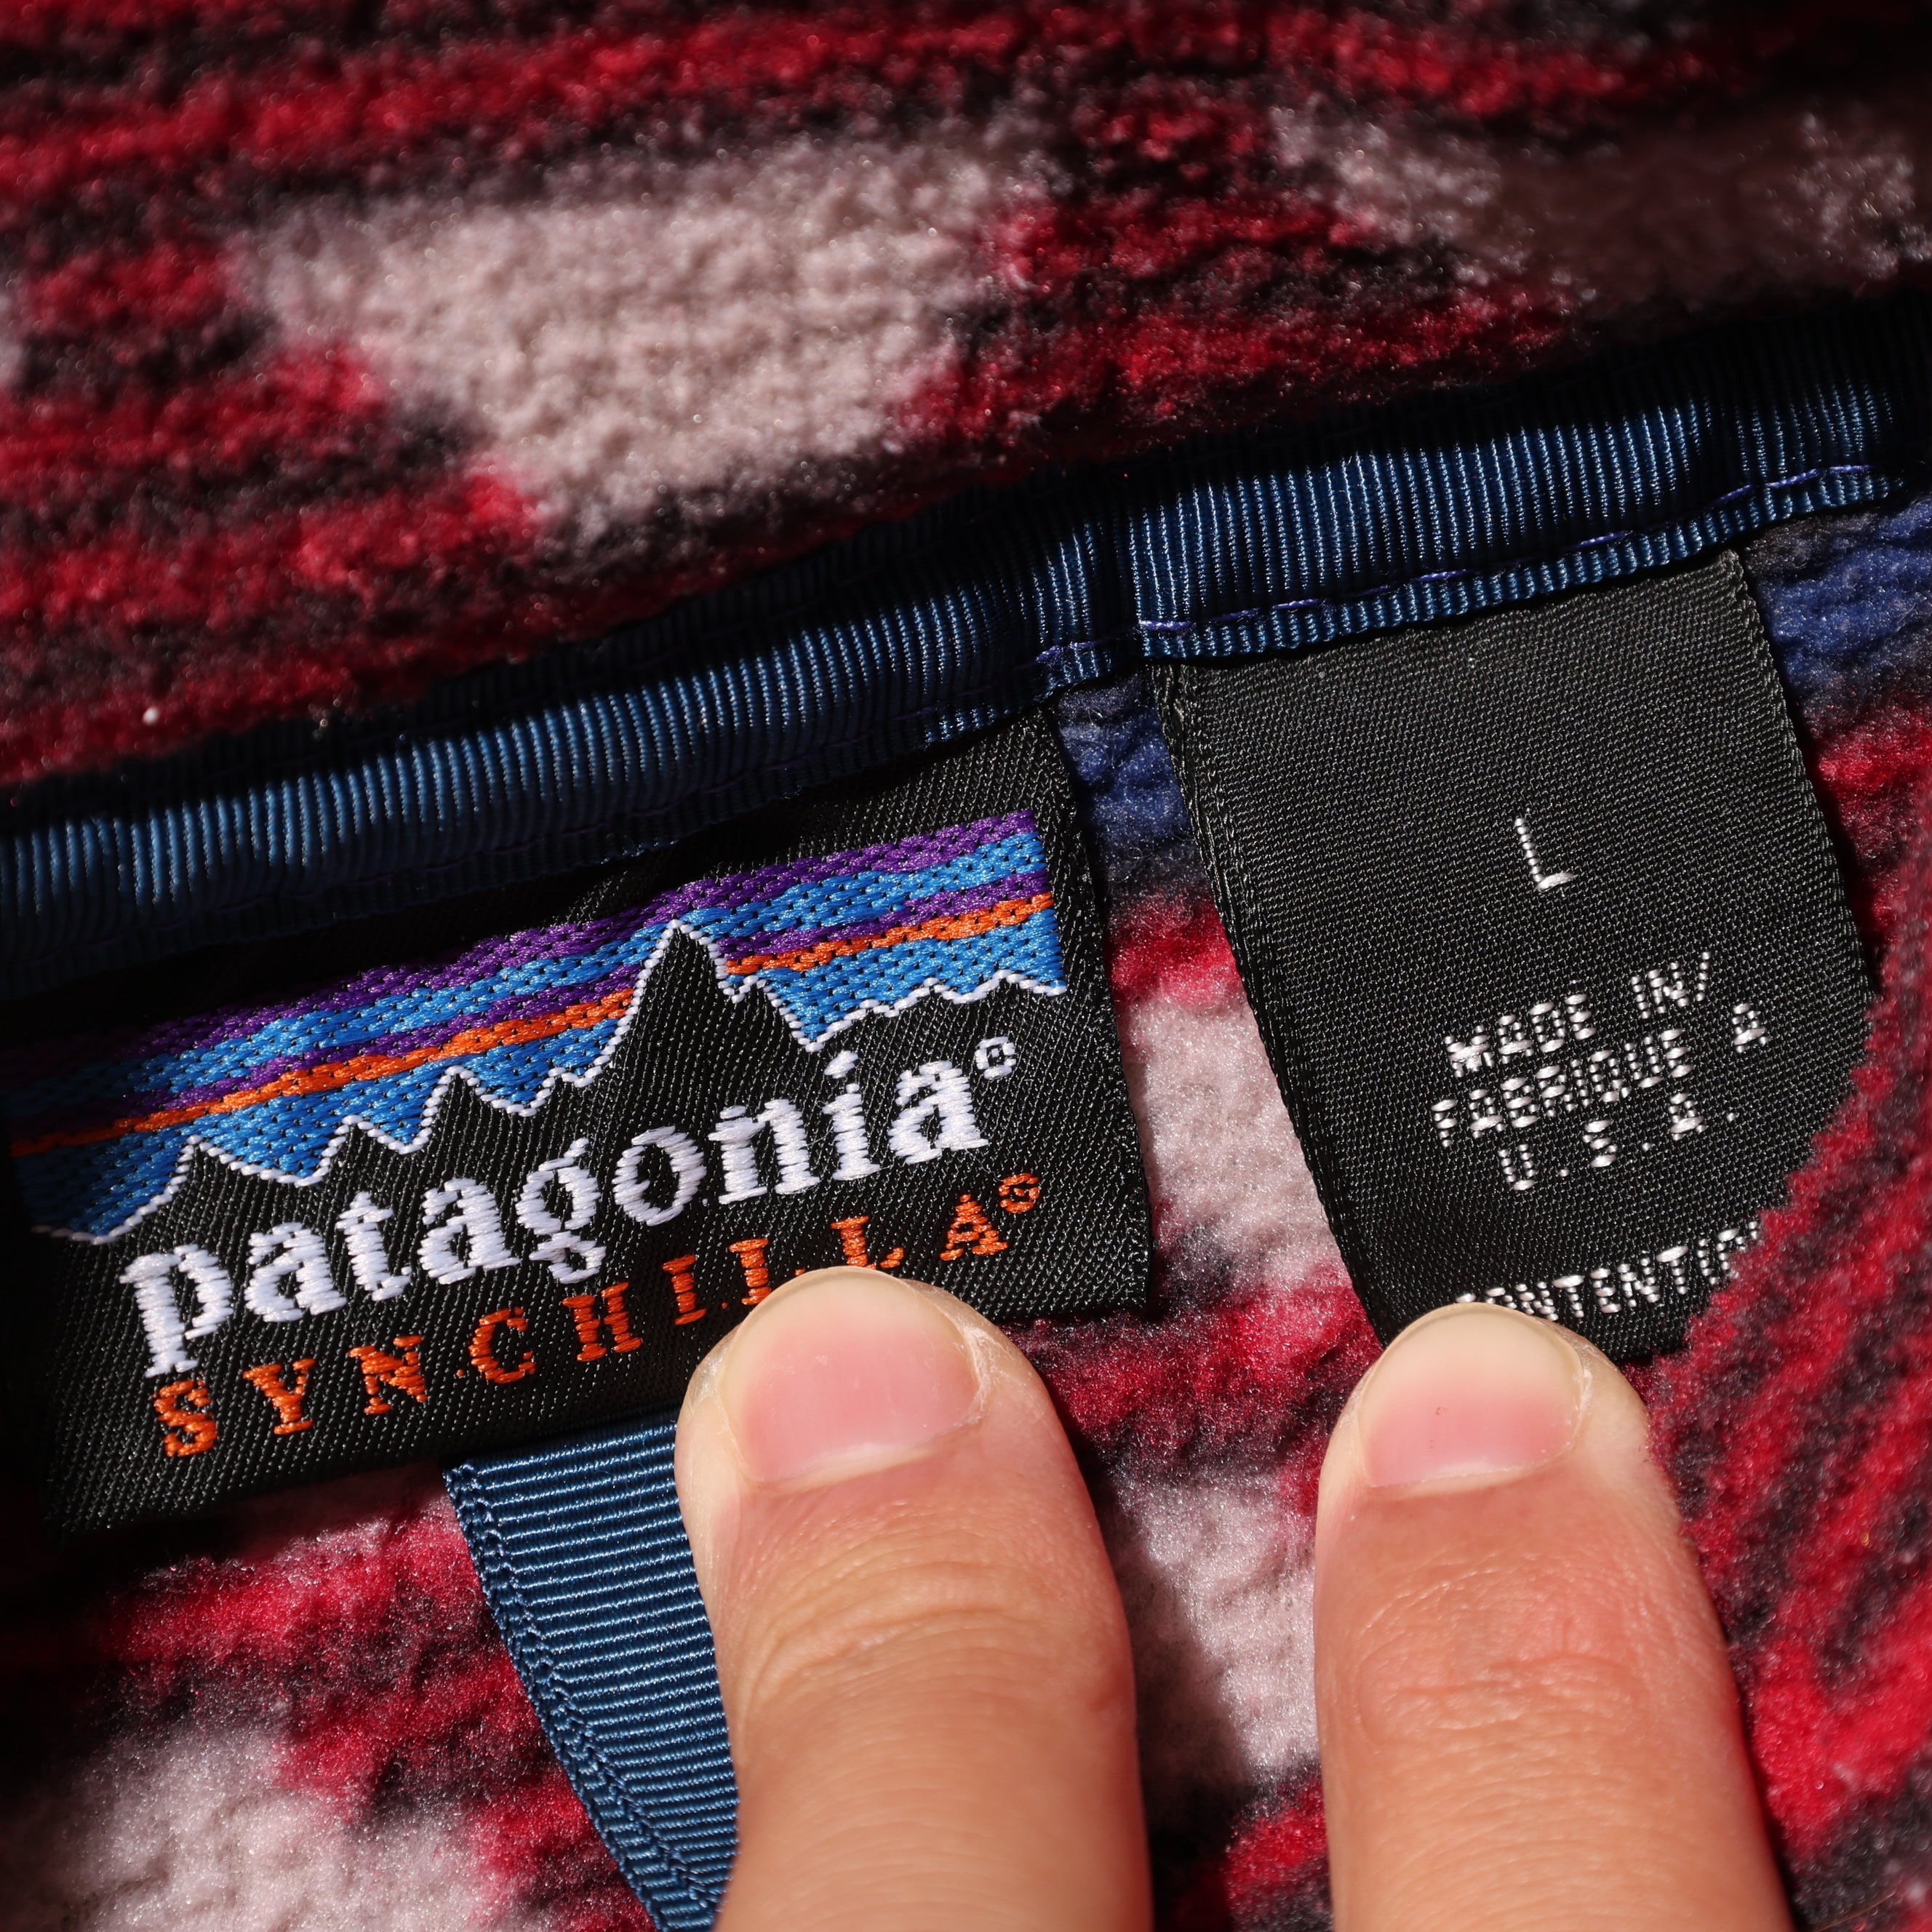 patagonia®
SYNCHILLA®
L
MADE IN/
FABRIQUE A
U.S.A.